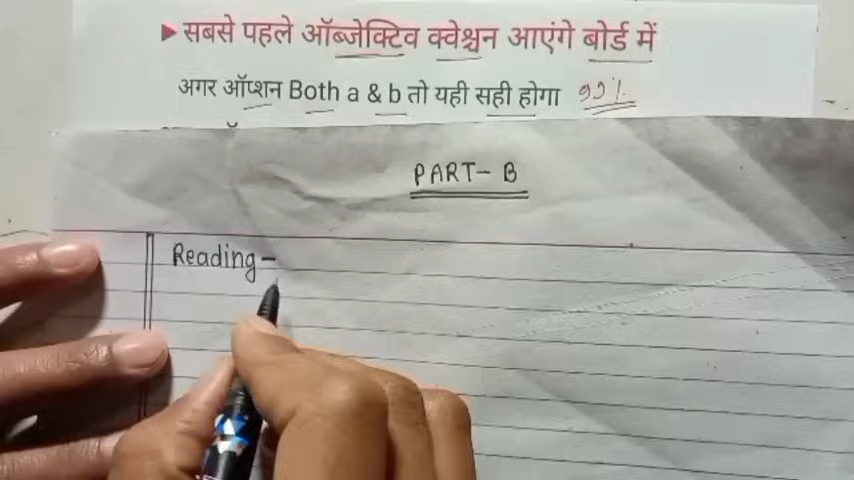 ▶ सबसे पहले ऑब्जेक्टिव क्वेश्चन आएंगे बोर्ड में
अगर ऑप्शन Both a & b तो यही सही होगा 99%
PART- B
Reading-